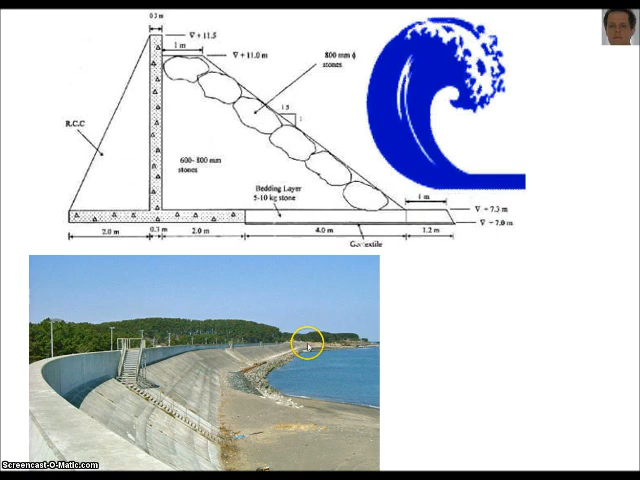 0.3 m
∇ + 11.5
1 m
∇ + 11.0 m
800 mm ϕ
stones
1.5
1
R.C.C
600- 800 mm
stones
Bedding Layer
5-10 kg stone
1 m
∇ + 7.3
∇ + 7.0 m
2.0 m
0.3 m
2.0 m
4.0 m
1.2 m
Geotextile
Screencast-O-Matic.com